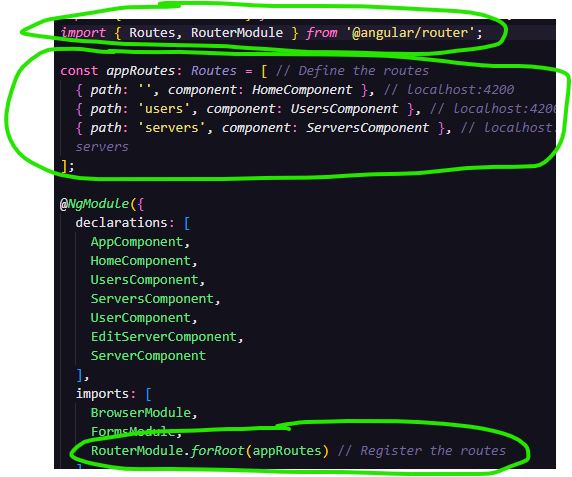 import { Routes, RouterModule } from '@angular/router';
const appRoutes: Routes = [ // Define the routes
{ path: '', component: HomeComponent }, // localhost:4200
{ path: 'users', component: UsersComponent }, // localhost:4200
{ path: 'servers', component: ServersComponent }, // localhost.
servers
];
@NgModule({
declarations: [
AppComponent,
HomeComponent,
UsersComponent,
ServersComponent,
UserComponent,
EditServerComponent,
ServerComponent
],
imports: [
BrowserModule,
FormsModule,
RouterModule.forRoot(appRoutes) // Register the routes
]